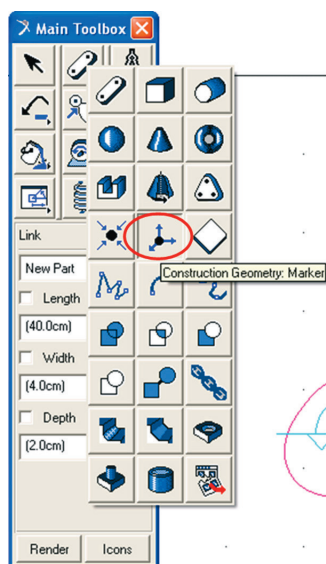 Main Toolbox
Construction Geometry: Marker
Link
New Part
Length
(40.0cm)
Width
(4.0cm)
Depth
(2.0cm)
Render Icons